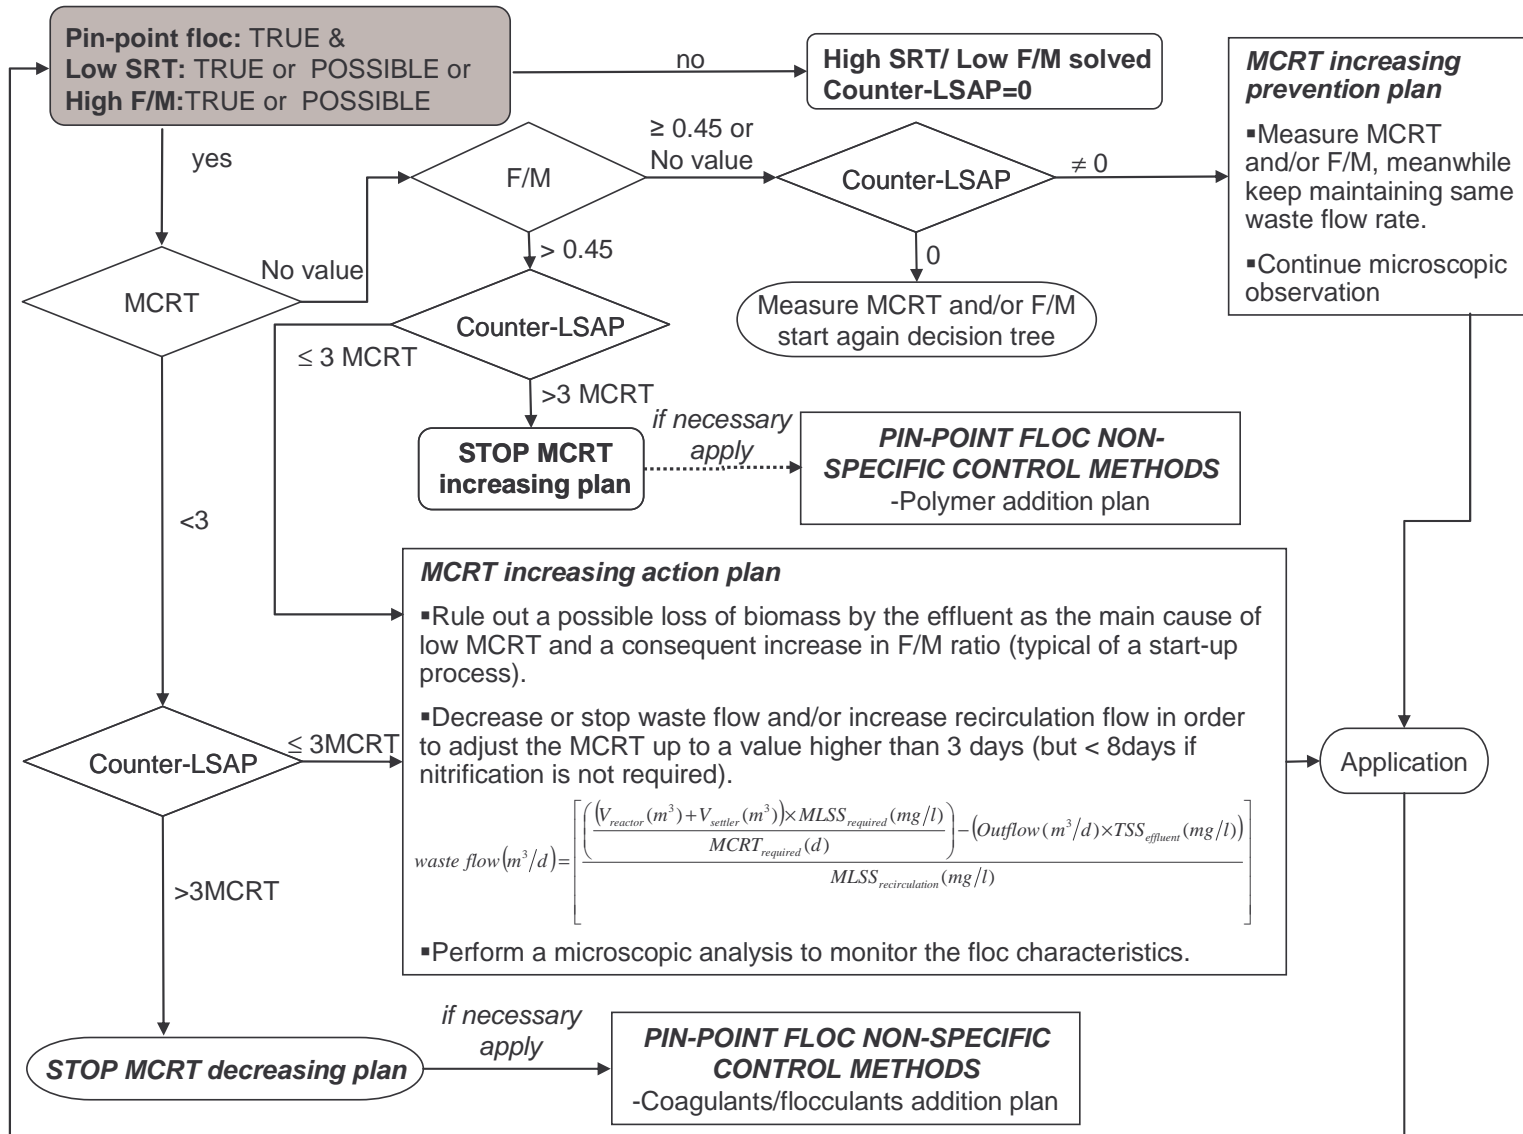 Pin-point floc: TRUE &
Low SRT: TRUE or POSSIBLE or
High F/M:TRUE or POSSIBLE
no
High SRT/ Low F/M solved
Counter-LSAP=0
MCRT increasing
prevention plan
▪Measure MCRT
and/or F/M, meanwhile
keep maintaining same
waste flow rate.
▪Continue microscopic
observation
yes
F/M
≥ 0.45 or
No value
Counter-LSAP
≠ 0
> 0.45
0
MCRT
No value
Counter-LSAP
Measure MCRT and/or F/M
start again decision tree
≤ 3 MCRT
>3 MCRT
STOP MCRT
increasing plan
if necessary
apply
PIN-POINT FLOC NON-
SPECIFIC CONTROL METHODS
-Polymer addition plan
<3
MCRT increasing action plan
▪Rule out a possible loss of biomass by the effluent as the main cause of
low MCRT and a consequent increase in F/M ratio (typical of a start-up
process).
▪Decrease or stop waste flow and/or increase recirculation flow in order
to adjust the MCRT up to a value higher than 3 days (but < 8days if
nitrification is not required).
waste flow(m³/d)=[(((V_reactor(m³)+V_settler(m³))×MLSS_required(mg/l))/MCRT_required(d))−(Outflow(m³/d)×TSS_effluent(mg/l))/MLSS_recirculation(mg/l)]
▪Perform a microscopic analysis to monitor the floc characteristics.
Counter-LSAP
≤ 3MCRT
>3MCRT
Application
STOP MCRT decreasing plan
if necessary
apply
PIN-POINT FLOC NON-SPECIFIC
CONTROL METHODS
-Coagulants/flocculants addition plan